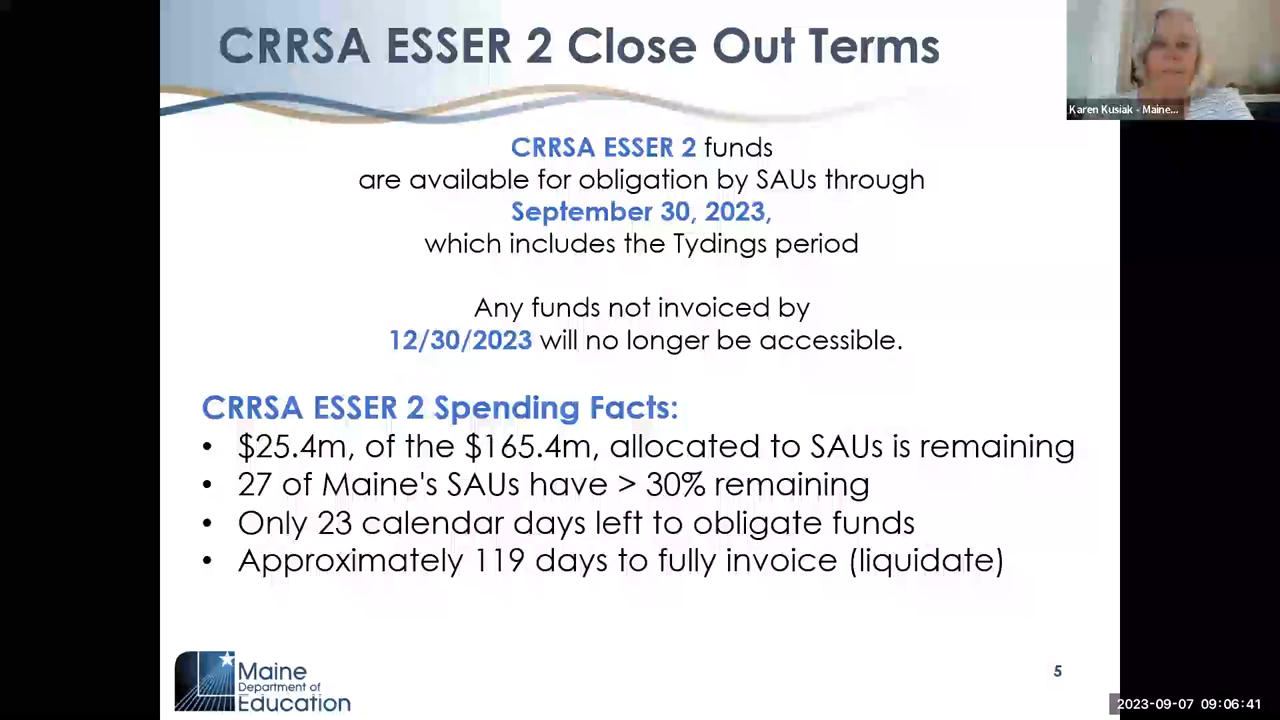 CRRSA ESSER 2 Close Out Terms
Karen Kusiak - Maine...
CRRSA ESSER 2 funds
are available for obligation by SAUs through
September 30, 2023,
which includes the Tydings period
Any funds not invoiced by
12/30/2023 will no longer be accessible.
CRRSA ESSER 2 Spending Facts:
• $25.4m, of the $165.4m, allocated to SAUs is remaining
• 27 of Maine's SAUs have > 30% remaining
• Only 23 calendar days left to obligate funds
• Approximately 119 days to fully invoice (liquidate)
Maine
Department of
Education
5
2023-09-07 09:06:41